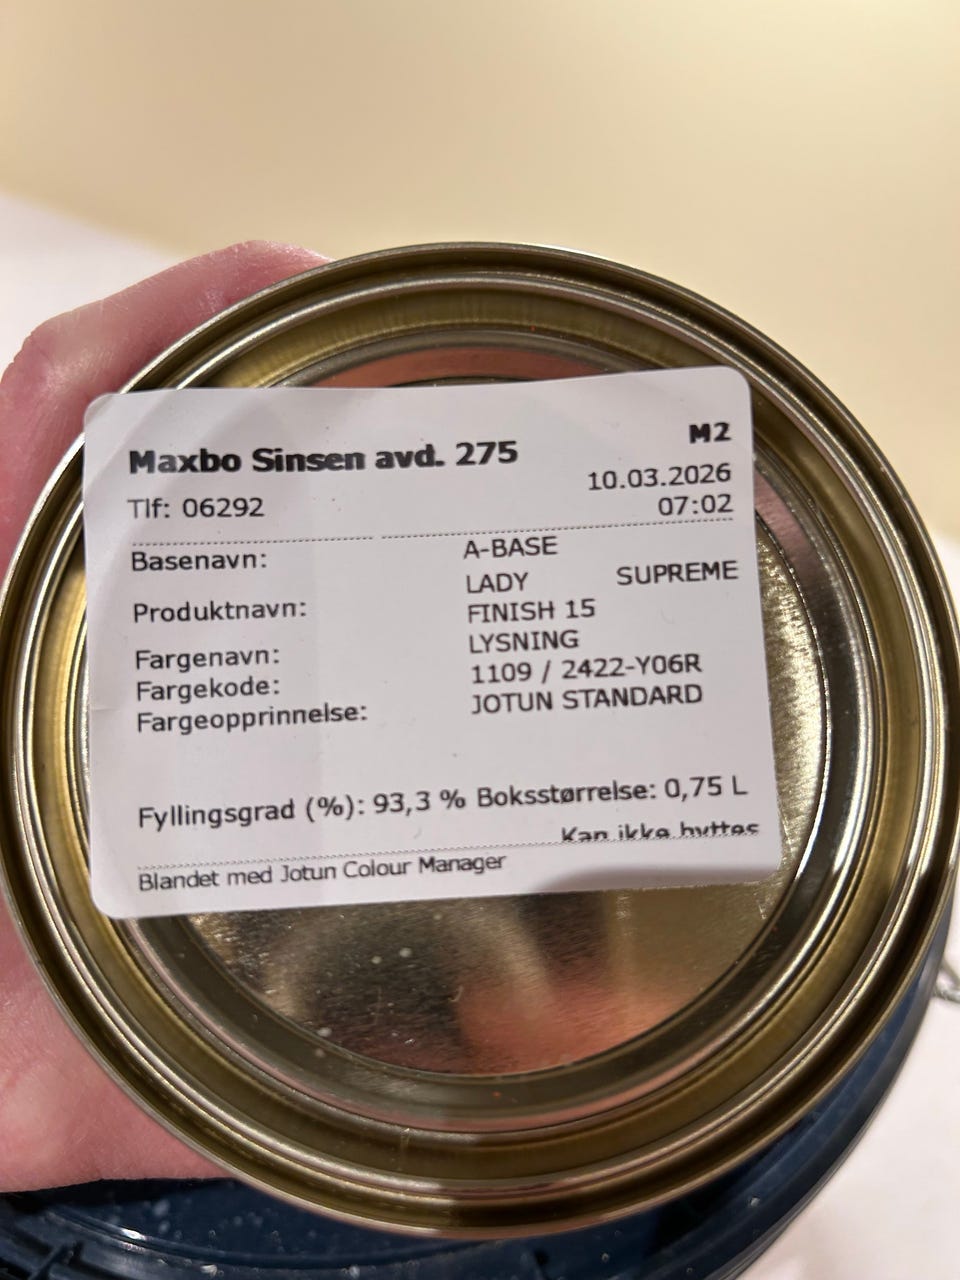 Maxbo Sinsen avd. 275
M2
Tlf: 06292
10.03.2026
07:02
Basenavn: A-BASE
Produktnavn: LADY SUPREME
FINISH 15
Fargenavn: LYSNING
Fargekode: 1109 / 2422-Y06R
Fargeopprinnelse: JOTUN STANDARD
Fyllingsgrad (%): 93,3 % Boksstørrelse: 0,75 L
Kan ikke byttes
Blandet med Jotun Colour Manager